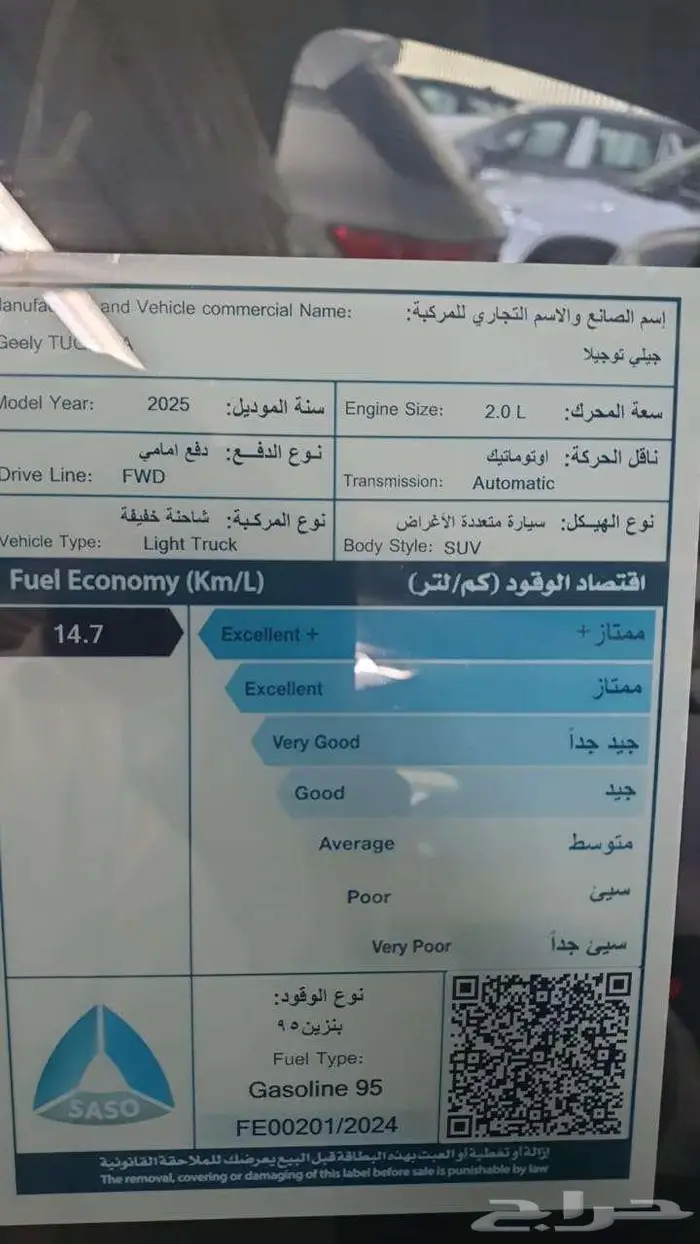 and Vehicle commercial Name: إسم الصانع والاسم التجاري للمركبة:
Geely جيلي توجيلا
Model Year: 2025 سنة الموديل:
Engine Size: 2.0 L سعة المحرك:
نوع الدفع: دفع امامي
Drive Line: FWD
ناقل الحركة: اوتوماتيك
Transmission: Automatic
نوع المركبة: شاحنة خفيفة
Vehicle Type: Light Truck
نوع الهيكل: سيارة متعددة الأغراض
Body Style: SUV
Fuel Economy (Km/L) اقتصاد الوقود (كم/لتر)
14.7
Excellent + ممتاز +
Excellent ممتاز
Very Good جيد جداً
Good جيد
Average متوسط
Poor سيئ
Very Poor سيئ جداً
SASO
نوع الوقود:
بنزين ٩٥
Fuel Type:
Gasoline 95
FE00201/2024
إزالة أو تغطية أو العبث بهذه البطاقة قبل البيع يعرضك للملاحقة القانونية
The removal, covering or damaging of this label before sale is punishable by law
حراج